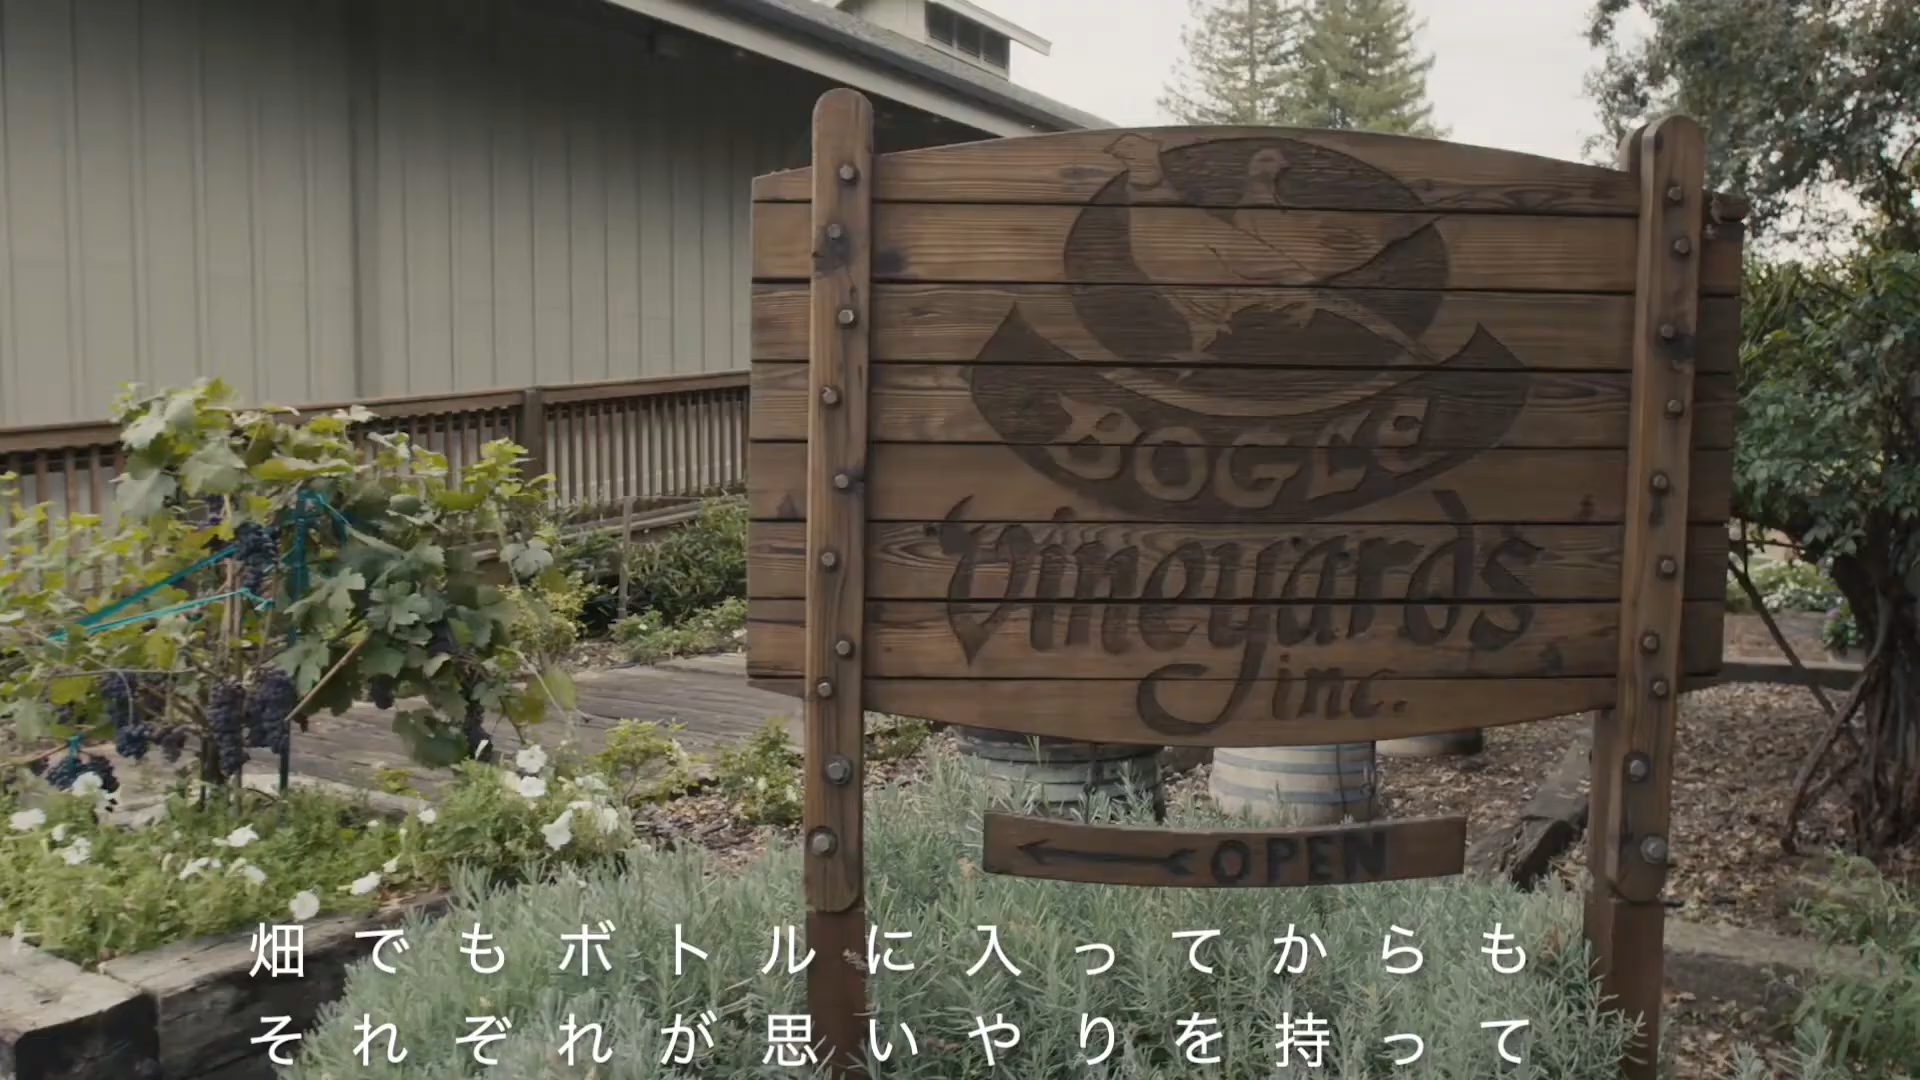 BOGLE
Vineyards
inc.
OPEN
畑でもボトルに入ってからも
それぞれが思いやりを持って